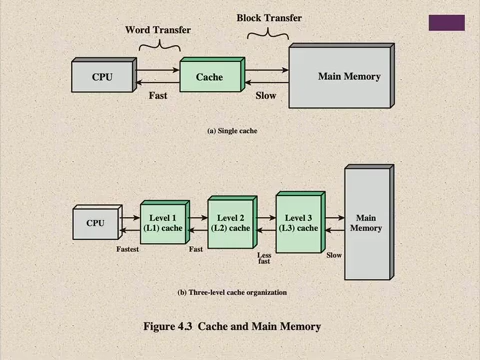 Block Transfer
Word Transfer
CPU
Cache
Main Memory
Fast
Slow
(a) Single cache
CPU
Level 1
(L1) cache
Level 2
(L2) cache
Level 3
(L3) cache
Main
Memory
Fastest
Fast
Less
fast
Slow
(b) Three-level cache organization
Figure 4.3 Cache and Main Memory